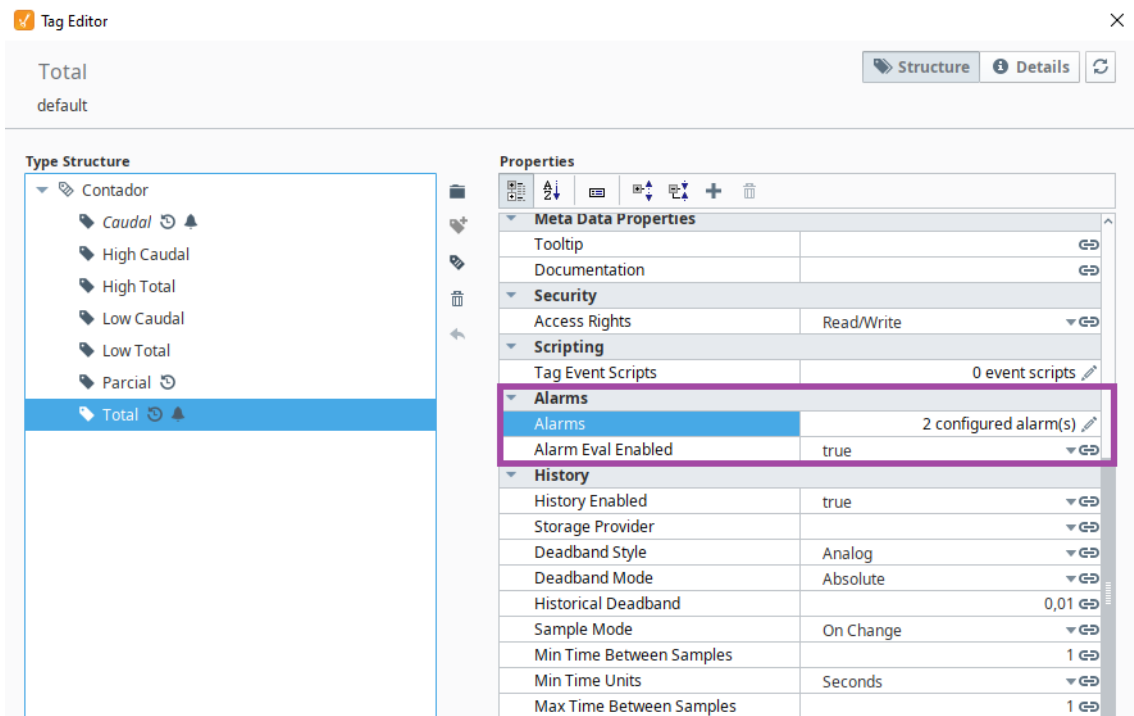 Tag Editor
Total
Structure
Details
default
Type Structure
Contador
Caudal
High Caudal
High Total
Low Caudal
Low Total
Parcial
Total
Properties
Meta Data Properties
Tooltip
Documentation
Security
Access Rights Read/Write
Scripting
Tag Event Scripts 0 event scripts
Alarms
Alarms 2 configured alarm(s)
Alarm Eval Enabled true
History
History Enabled true
Storage Provider
Deadband Style Analog
Deadband Mode Absolute
Historical Deadband 0,01
Sample Mode On Change
Min Time Between Samples 1
Min Time Units Seconds
Max Time Between Samples 1